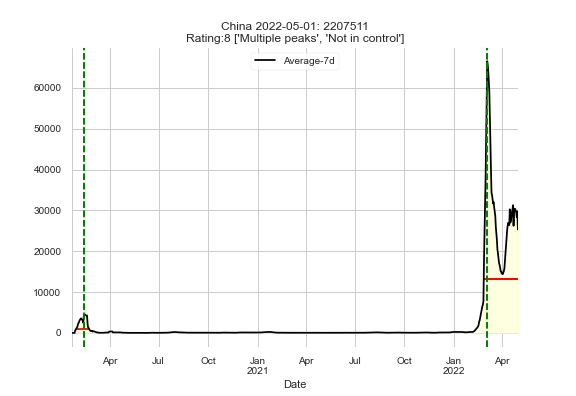 China 2022-05-01: 2207511
Rating:8 ['Multiple peaks', 'Not in control']
Average-7d
60000
50000
40000
30000
20000
10000
0
Apr Jul Oct Jan Apr Jul Oct Jan Apr
2021 2022
Date